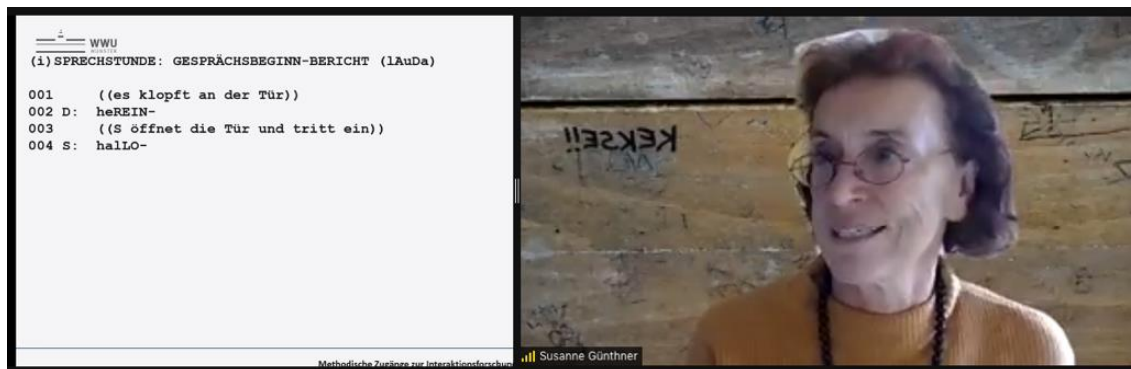 WWU
MÜNSTER
(i)SPRECHSTUNDE: GESPRÄCHSBEGINN-BERICHT (lAuDa)
001 ((es klopft an der Tür))
002 D: heREIN-
003 ((S öffnet die Tür und tritt ein))
004 S: halLO-
Methodische Zugänge zur Interaktionsforschung
KEKSE!!
Susanne Günthner